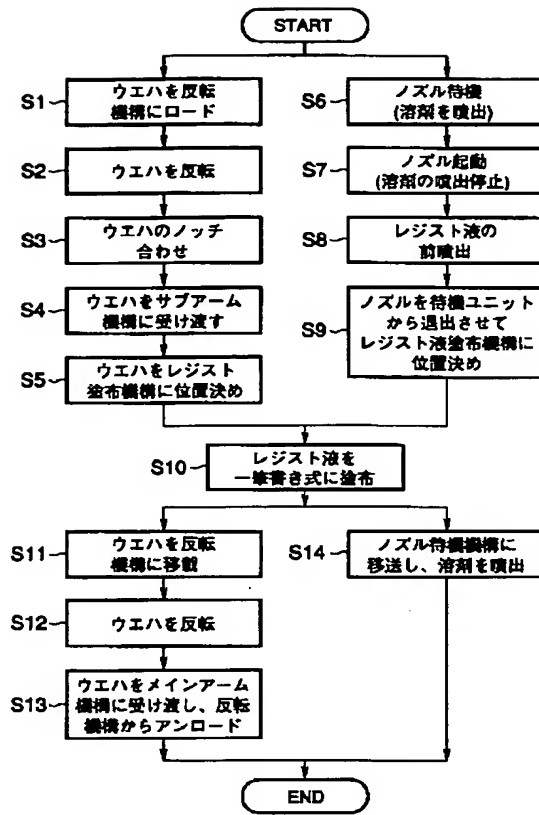 START
S1
ウエハを反転
機構にロード
S2
ウエハを反転
S3
ウエハのノッチ
合わせ
S4
ウエハをサブアーム
機構に受け渡す
S5
ウエハをレジスト
塗布機構に位置決め
S6
ノズル待機
(溶剤を噴出)
S7
ノズル起動
(溶剤の噴出停止)
S8
レジスト液の
前噴出
S9
ノズルを待機ユニット
から退出させて
レジスト液塗布機構に
位置決め
S10
レジスト液を
一筆書き式に塗布
S11
ウエハを反転
機構に移載
S12
ウエハを反転
S13
ウエハをメインアーム
機構に受け渡し、反転
機構からアンロード
S14
ノズル待機機構に
移送し、溶剤を噴出
END